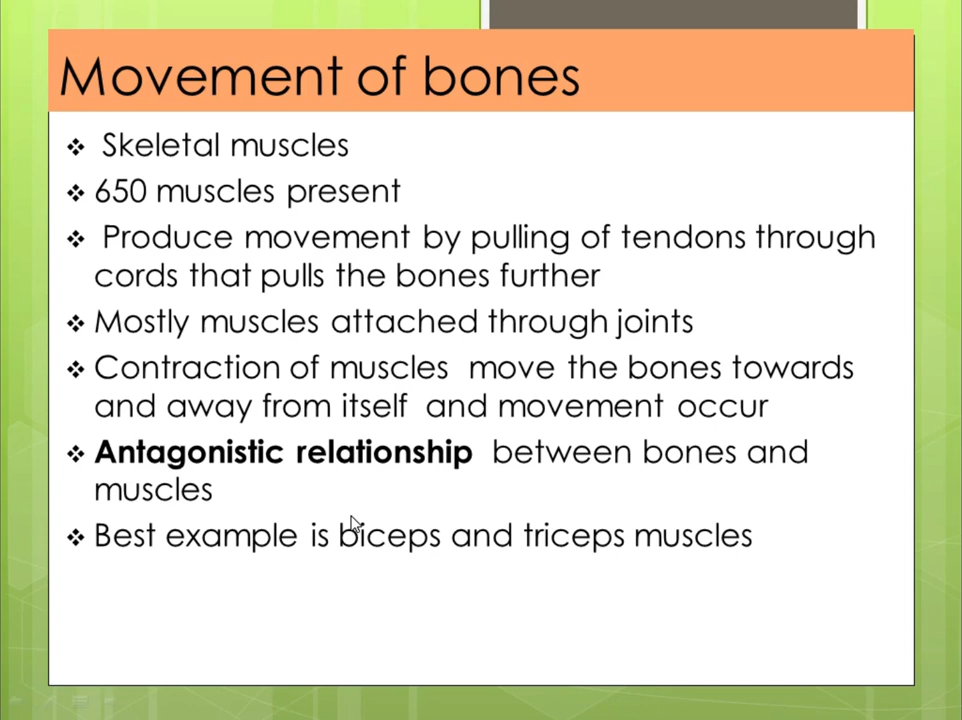 Movement of bones
❖ Skeletal muscles
❖ 650 muscles present
❖ Produce movement by pulling of tendons through
cords that pulls the bones further
❖ Mostly muscles attached through joints
❖ Contraction of muscles move the bones towards
and away from itself and movement occur
❖ Antagonistic relationship between bones and
muscles
❖ Best example is biceps and triceps muscles